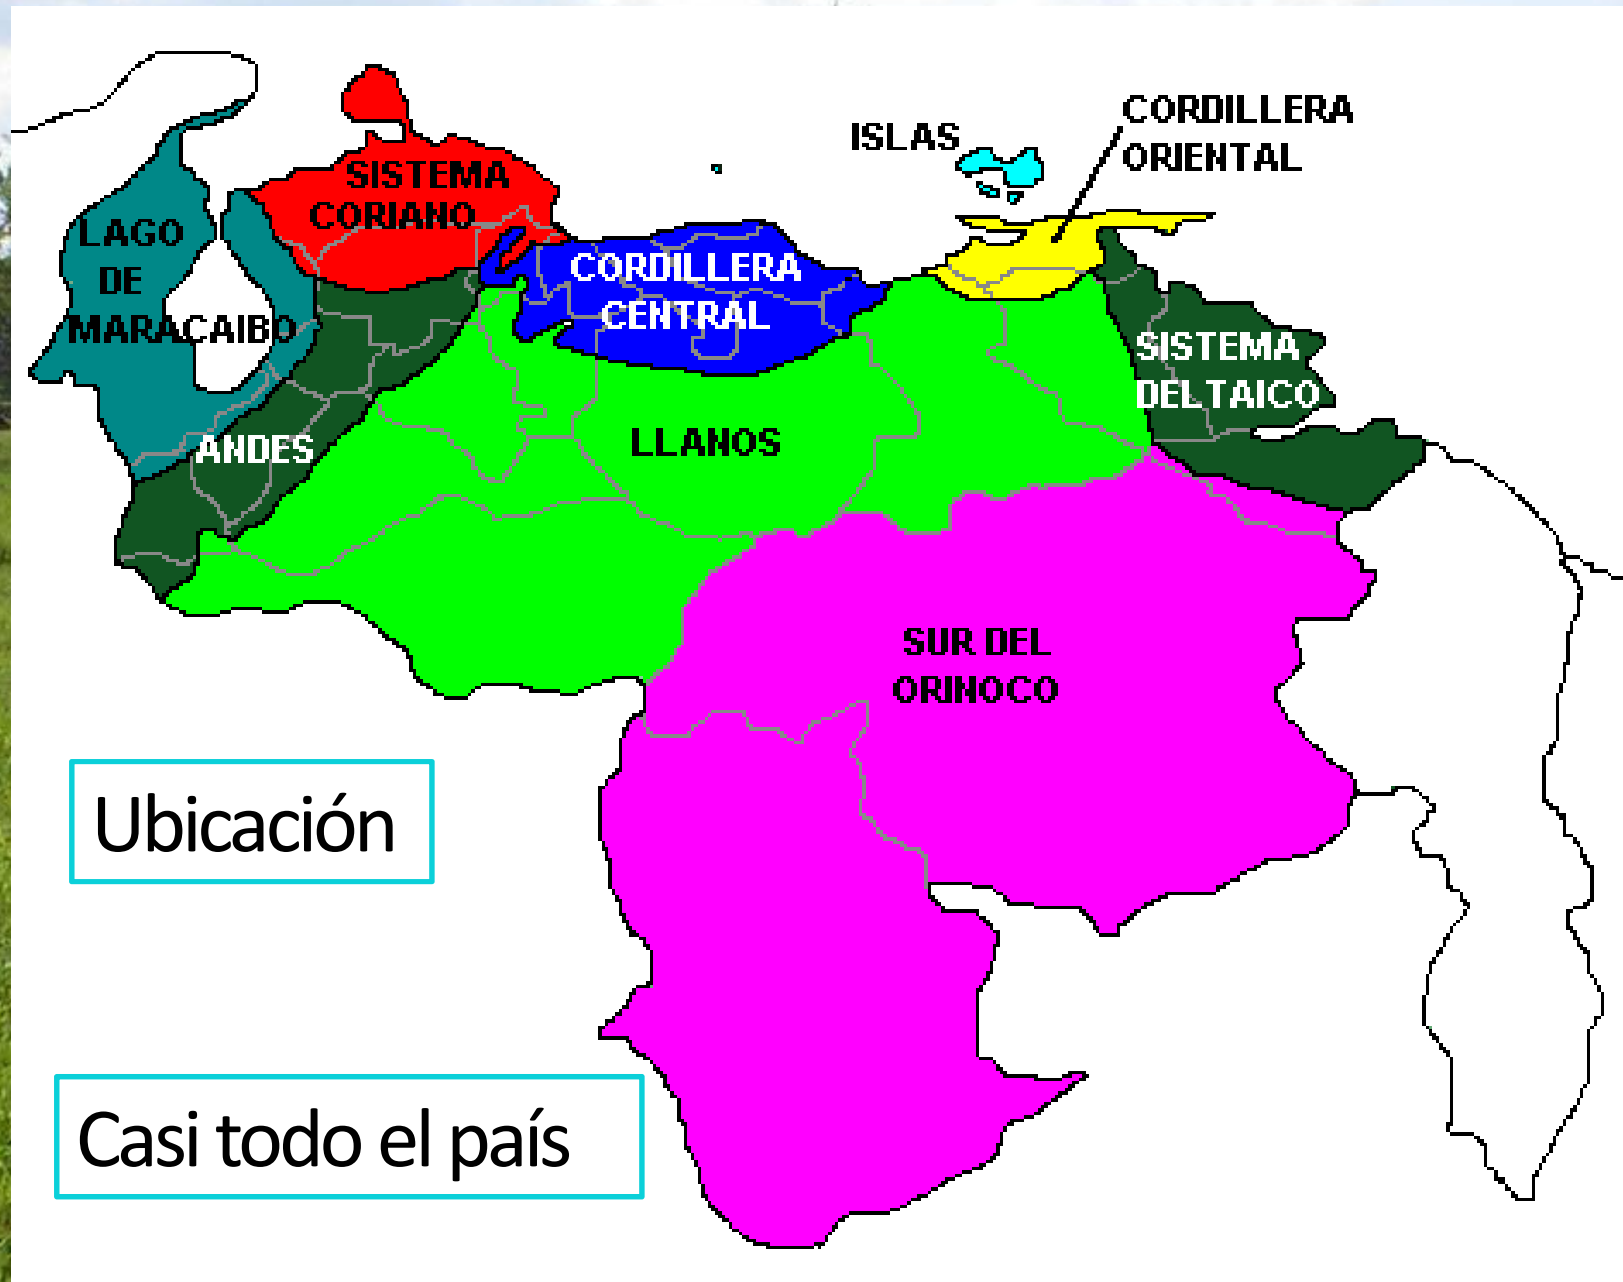 CORDILLERA
ORIENTAL
ISLAS
SISTEMA
CORIANO
LAGO
DE
MARACAIBO
CORDILLERA
CENTRAL
SISTEMA
DELTAICO
ANDES
LLANOS
SUR DEL
ORINOCO
Ubicación
Casi todo el país